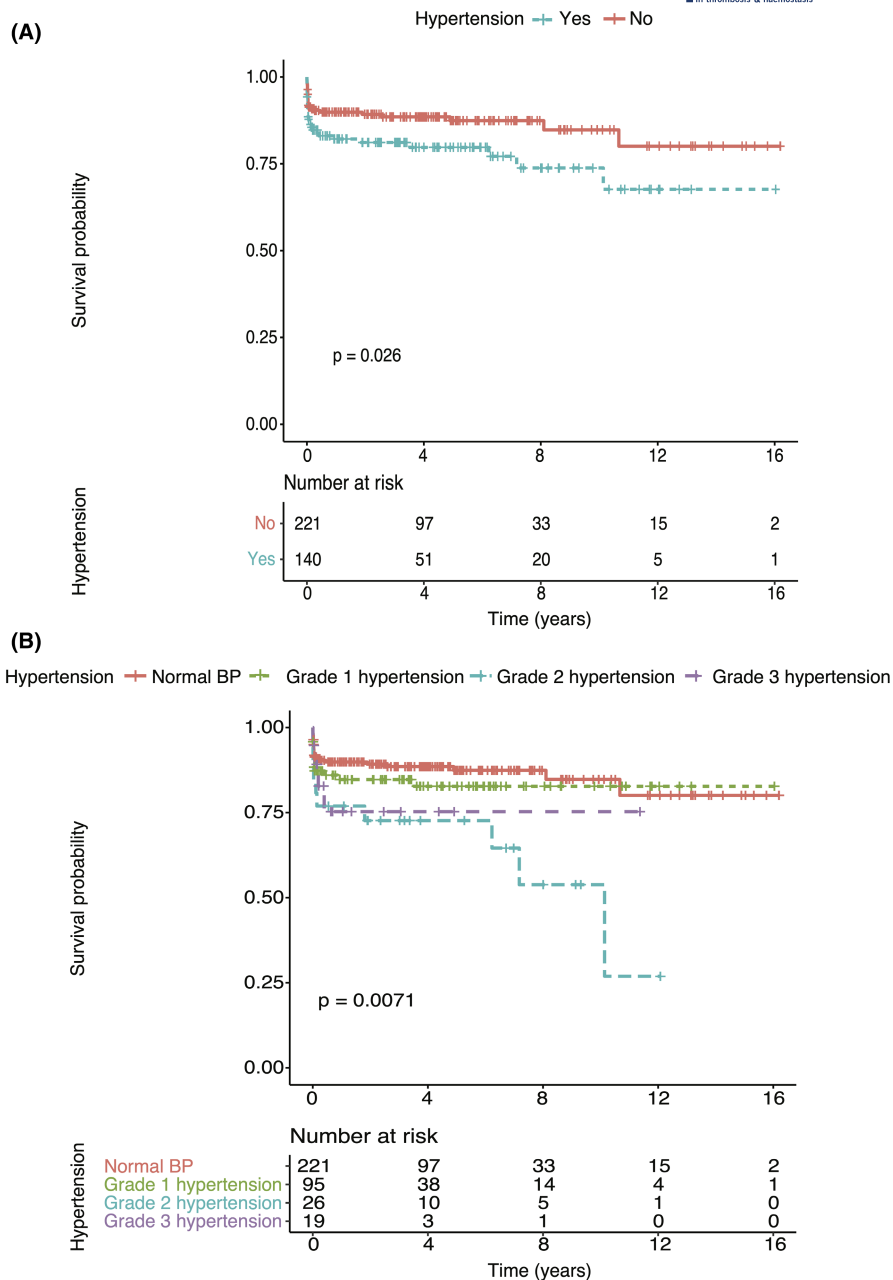 in thrombosis & haemostasis
Hypertension Yes No
(A)
1.00
0.75
0.50
0.25
0.00
Survival probability
p = 0.026
0 4 8 12 16
Number at risk
Hypertension
No 221 97 33 15 2
Yes 140 51 20 5 1
0 4 8 12 16
Time (years)
(B)
Hypertension Normal BP Grade 1 hypertension Grade 2 hypertension Grade 3 hypertension
1.00
0.75
0.50
0.25
0.00
Survival probability
p = 0.0071
0 4 8 12 16
Number at risk
Hypertension
Normal BP 221 97 33 15 2
Grade 1 hypertension 95 38 14 4 1
Grade 2 hypertension 26 10 5 1 0
Grade 3 hypertension 19 3 1 0 0
0 4 8 12 16
Time (years)